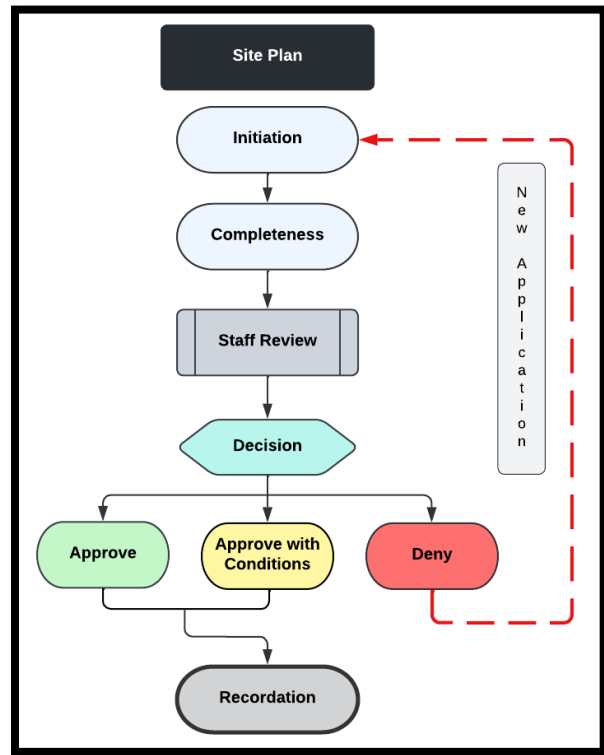 Site Plan
Initiation
New Application
Completeness
Staff Review
Decision
Approve
Approve with
Conditions
Deny
Recordation